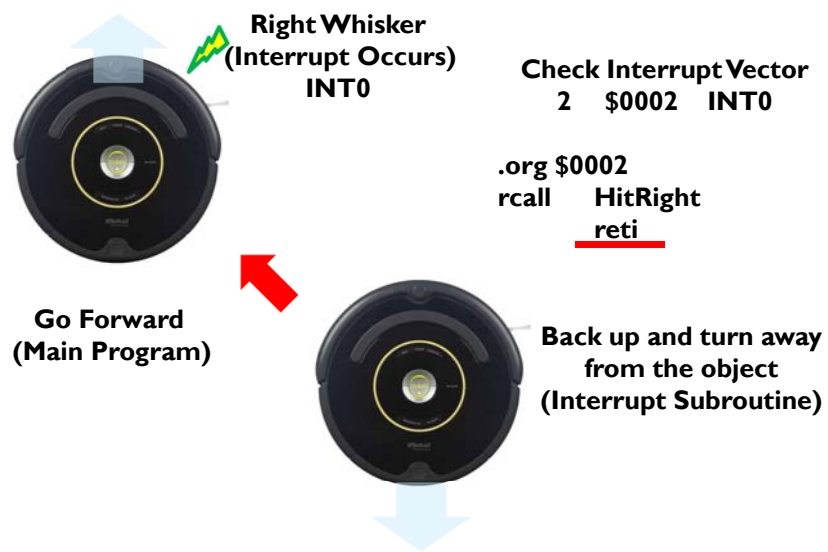 Right Whisker
(Interrupt Occurs)
INT0
Check Interrupt Vector
2 $0002 INT0
.org $0002
rcall HitRight
reti
Go Forward
(Main Program)
Back up and turn away
from the object
(Interrupt Subroutine)